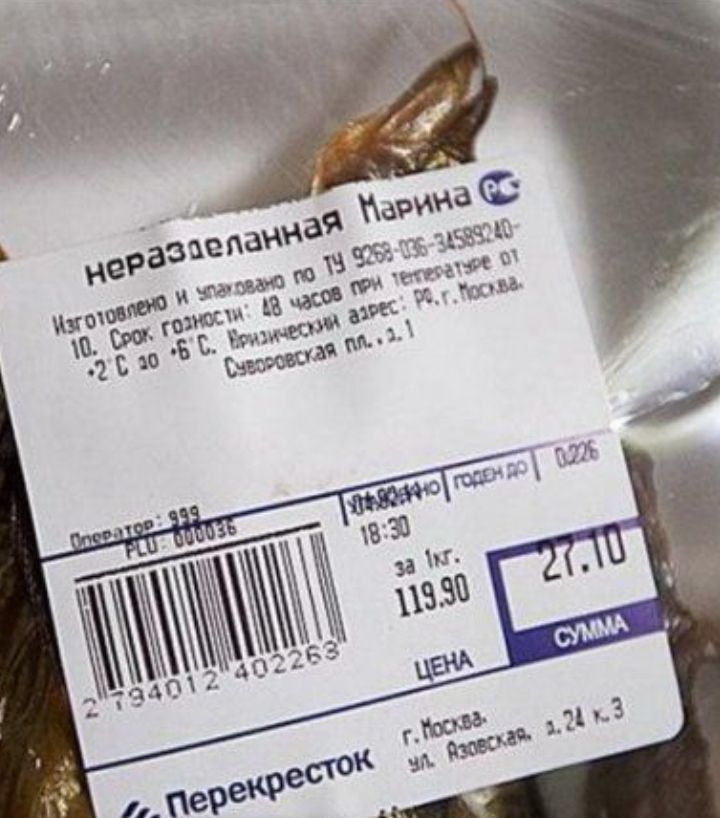 неразделанная Марина РС
Изготовлено и упаковано по ТУ 9268-036-34589240-
10. Срок годности: 48 часов при температуре от
+2°С до +6°С. Юридический адрес: РФ, г.Москва,
Суворовская пл., д.1
Оператор: 999
PLU: 000036
ГОДЕН ДО
0.226
18:30
за 1кг.
119.90
27.10
ЦЕНА
СУММА
2 794012 402263
Перекресток
г.Москва,
ул. Азовская, д.24 к.3